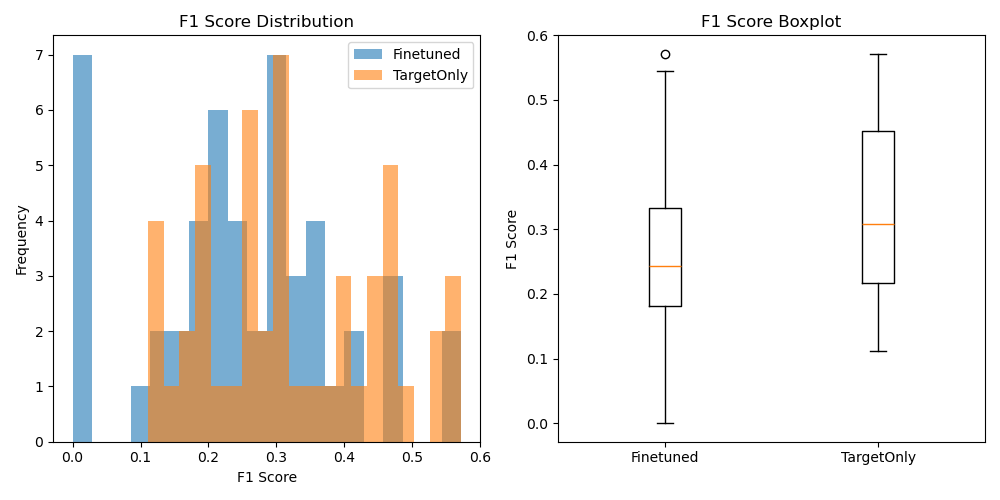 F1 Score Distribution
Frequency
7
6
5
4
3
2
1
0
0.0 0.1 0.2 0.3 0.4 0.5 0.6
F1 Score
Finetuned
TargetOnly
F1 Score Boxplot
F1 Score
0.6
0.5
0.4
0.3
0.2
0.1
0.0
Finetuned TargetOnly